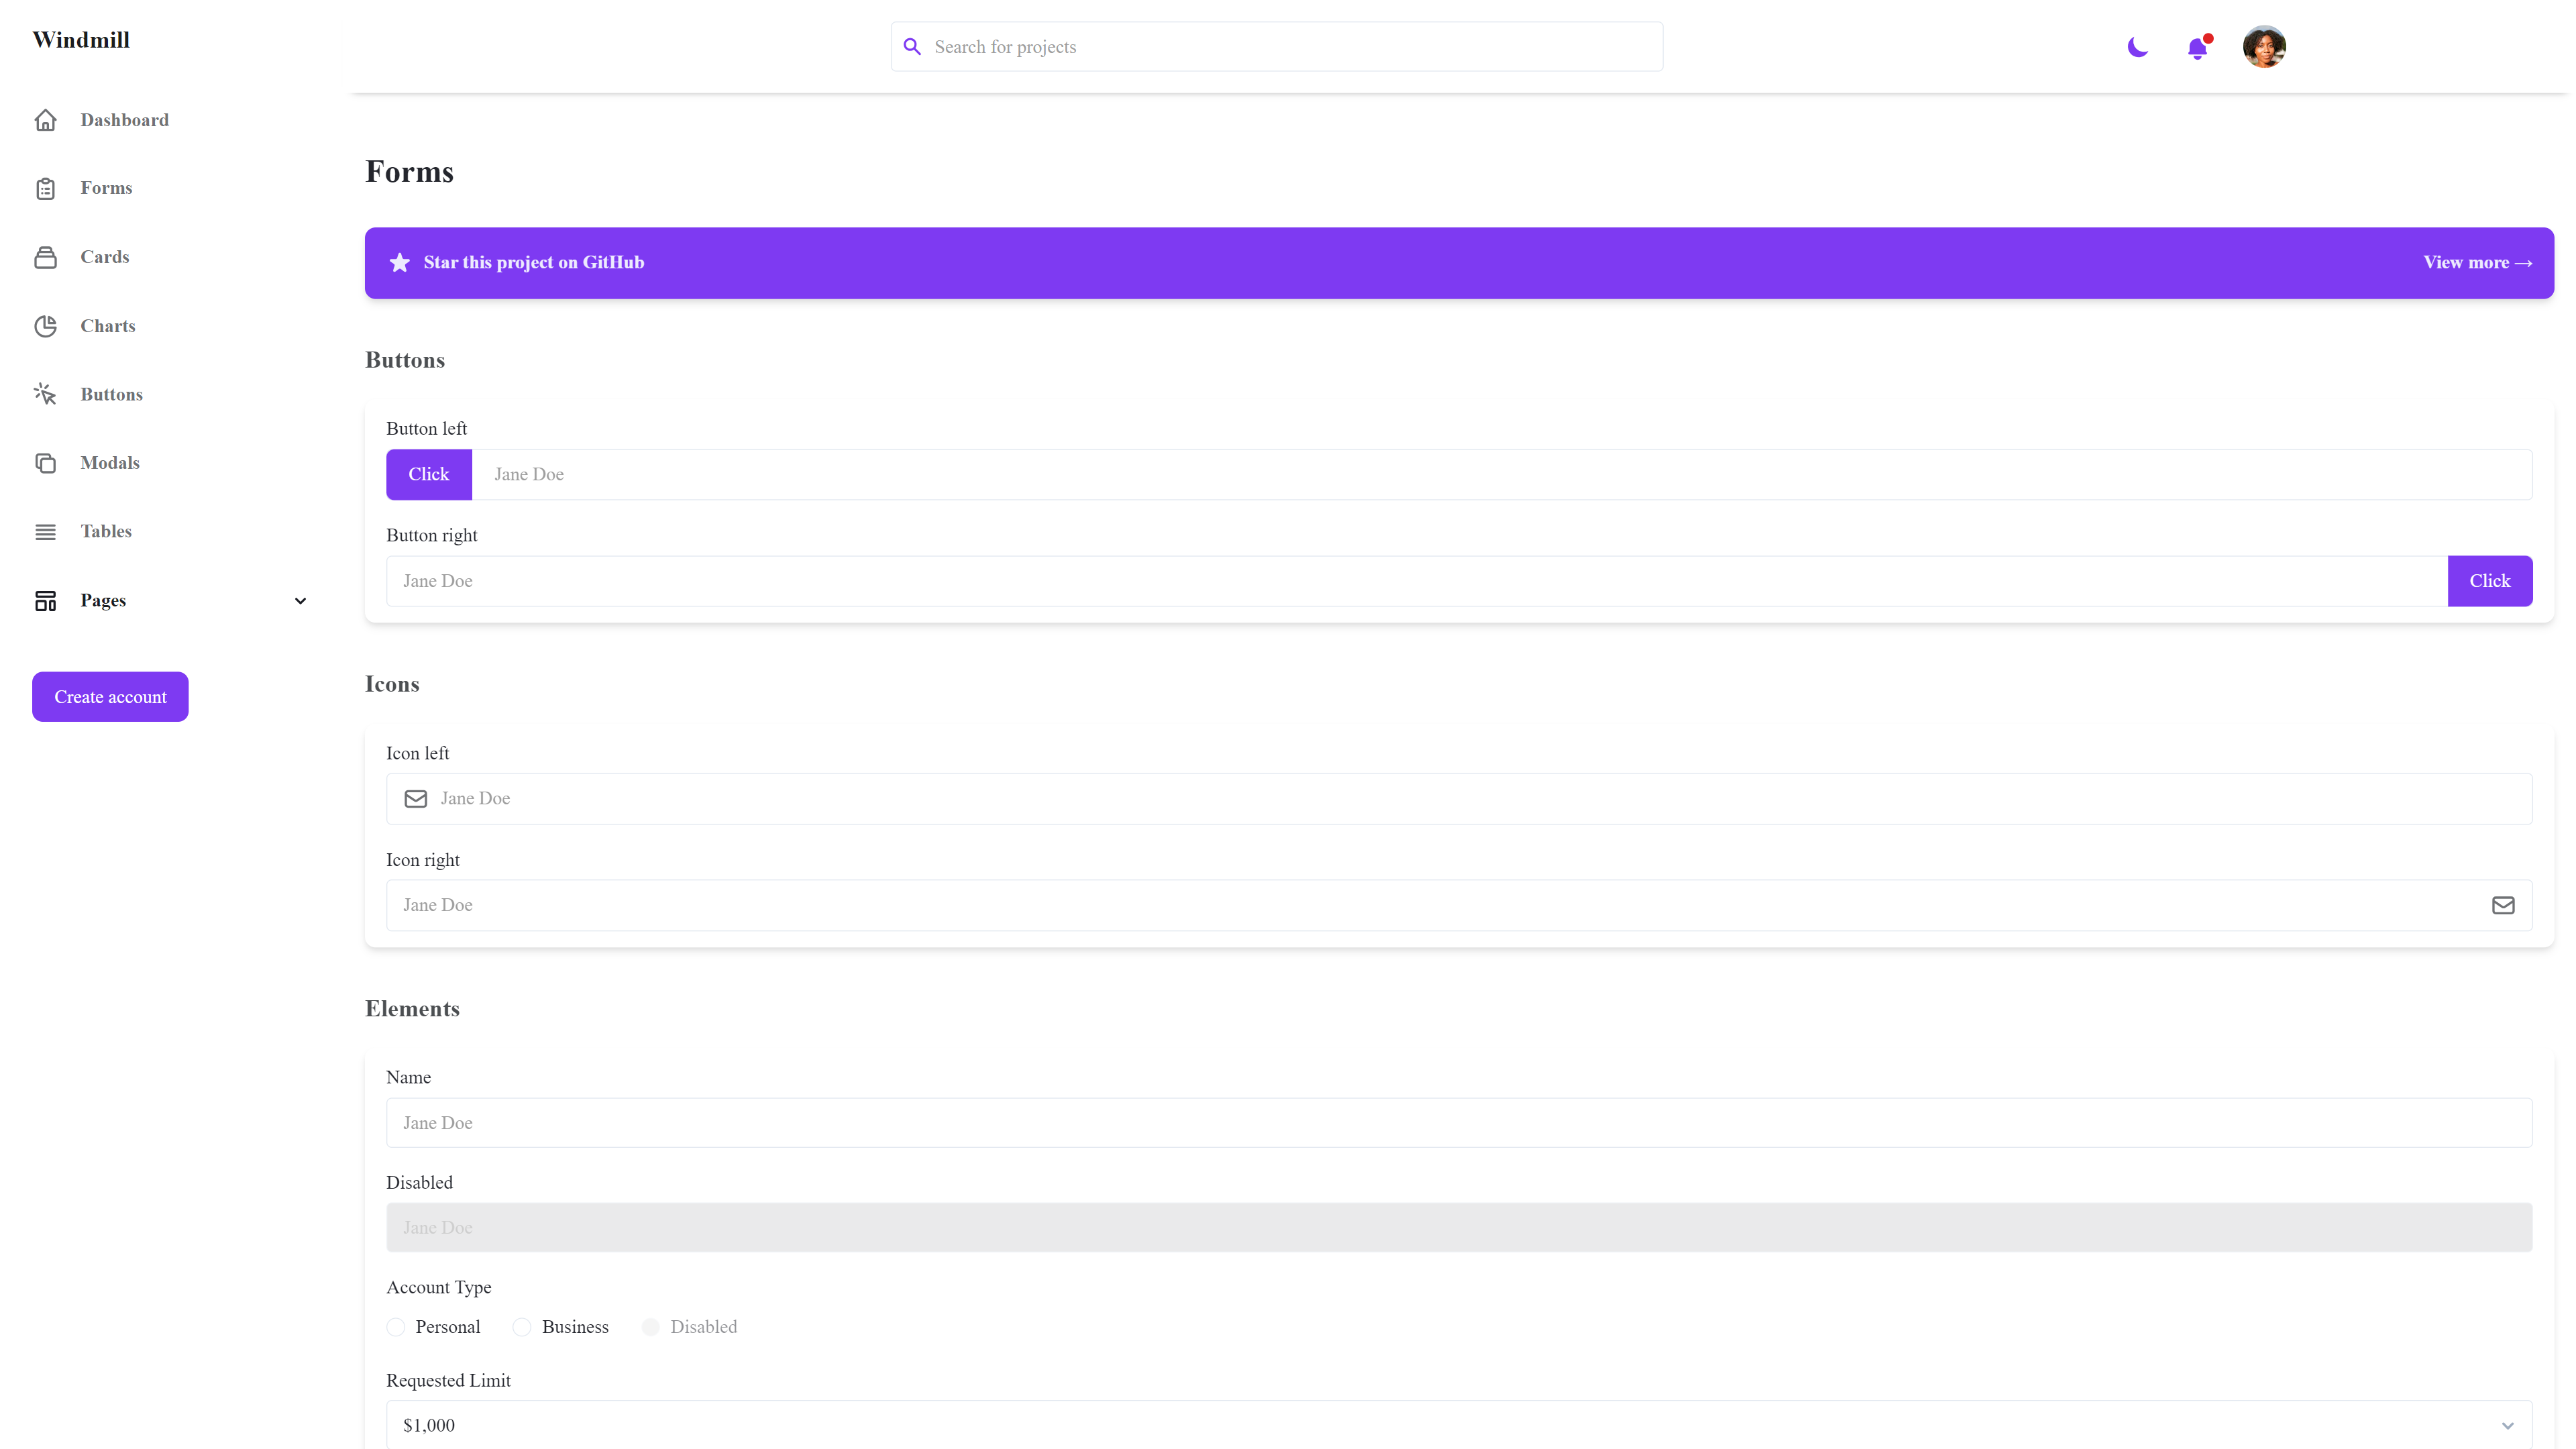 Windmill
Search for projects
Dashboard
Forms
Cards
Charts
Buttons
Modals
Tables
Pages
Create account
Forms
Star this project on GitHub
View more →
Buttons
Button left
Click
Jane Doe
Button right
Jane Doe
Click
Icons
Icon left
Jane Doe
Icon right
Jane Doe
Elements
Name
Jane Doe
Disabled
Jane Doe
Account Type
Personal
Business
Disabled
Requested Limit
$1,000